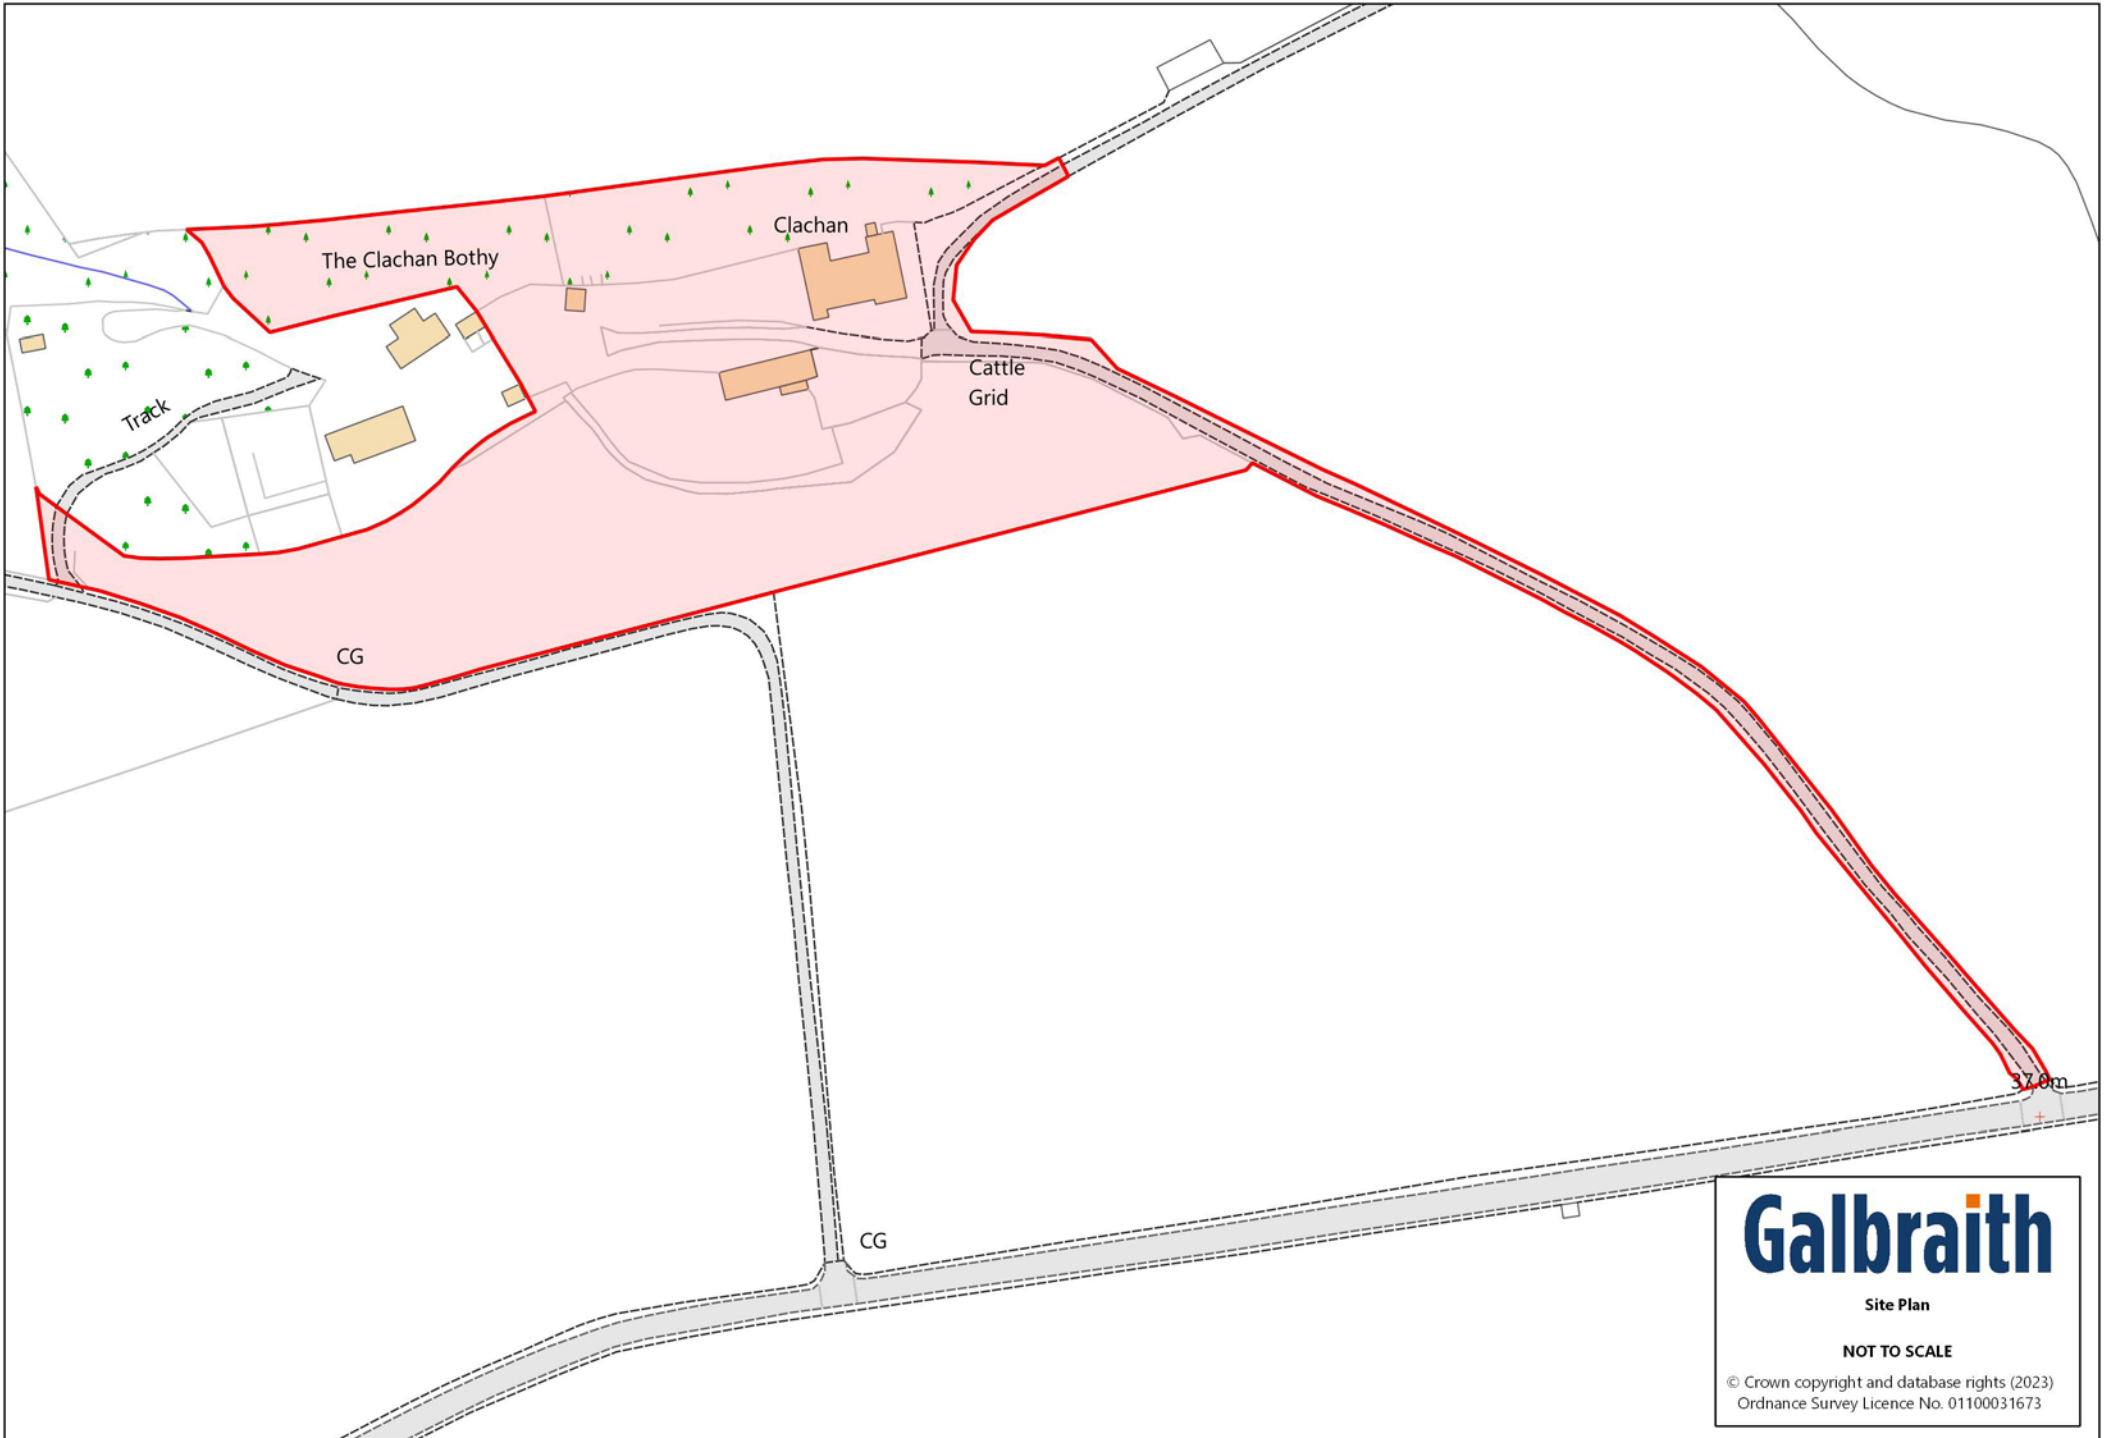 Clachan
The Clachan Bothy
Cattle
Grid
Track
CG
37.0m
CG
Galbraith
Site Plan
NOT TO SCALE
© Crown copyright and database rights (2023)
Ordnance Survey Licence No. 01100031673